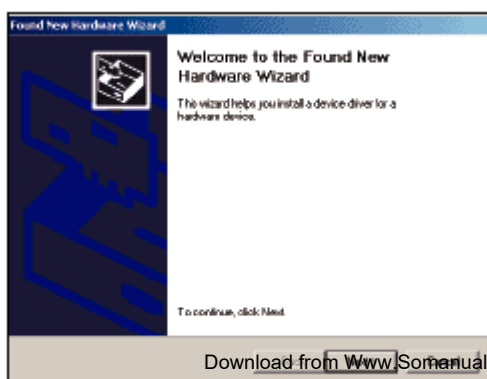 Found New Hardware Wizard
Welcome to the Found New
Hardware Wizard
This wizard helps you install a device driver for a
hardware device.
To continue, click Next.
Download from Www.Somanual